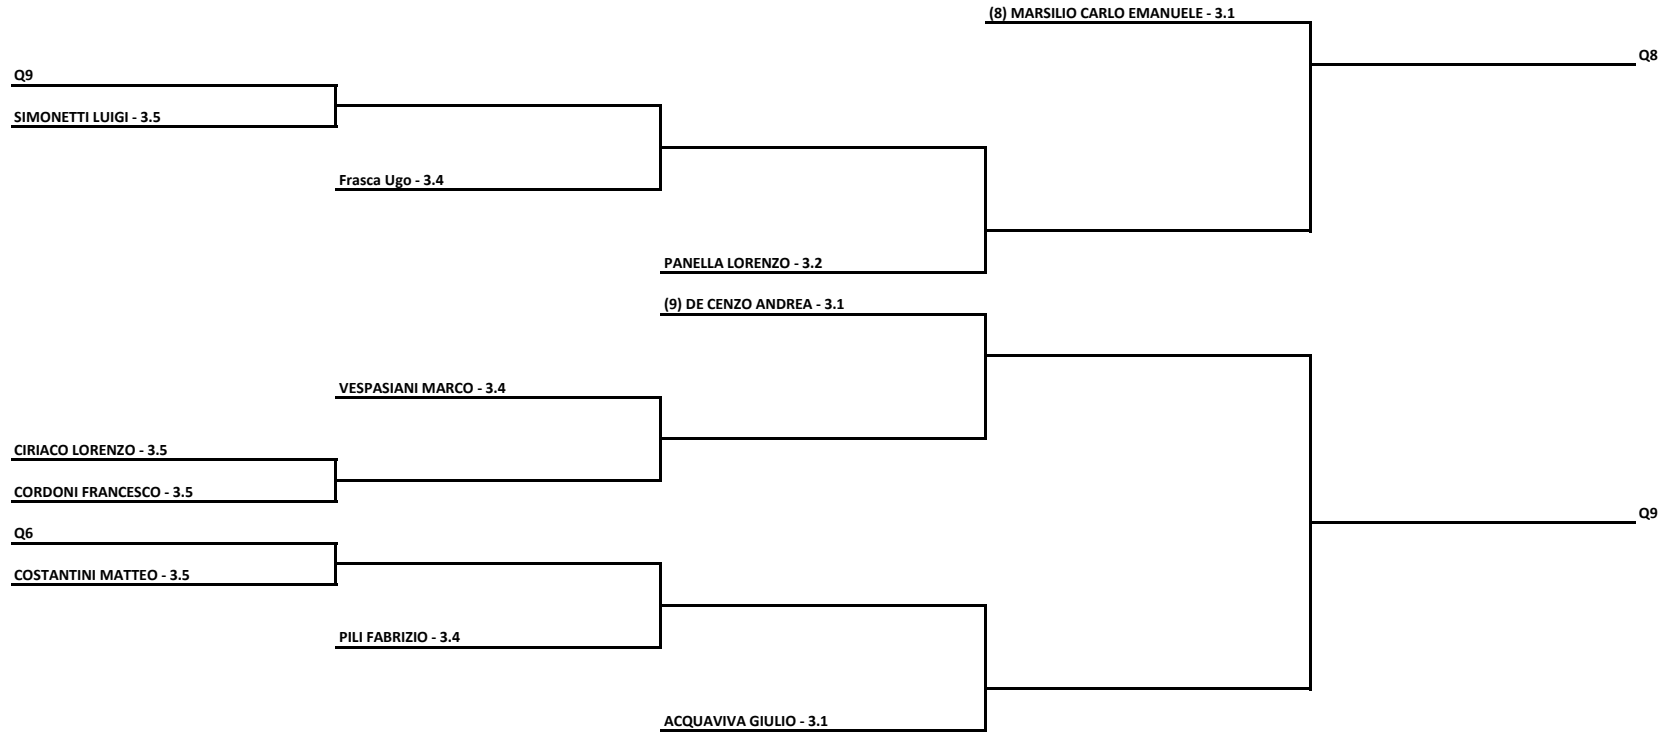 (8) MARSILIO CARLO EMANUELE - 3.1
Q8
Q9
SIMONETTI LUIGI - 3.5
Frasca Ugo - 3.4
PANELLA LORENZO - 3.2
(9) DE CENZO ANDREA - 3.1
VESPASIANI MARCO - 3.4
CIRIACO LORENZO - 3.5
CORDONI FRANCESCO - 3.5
Q9
Q6
COSTANTINI MATTEO - 3.5
PILI FABRIZIO - 3.4
ACQUAVIVA GIULIO - 3.1